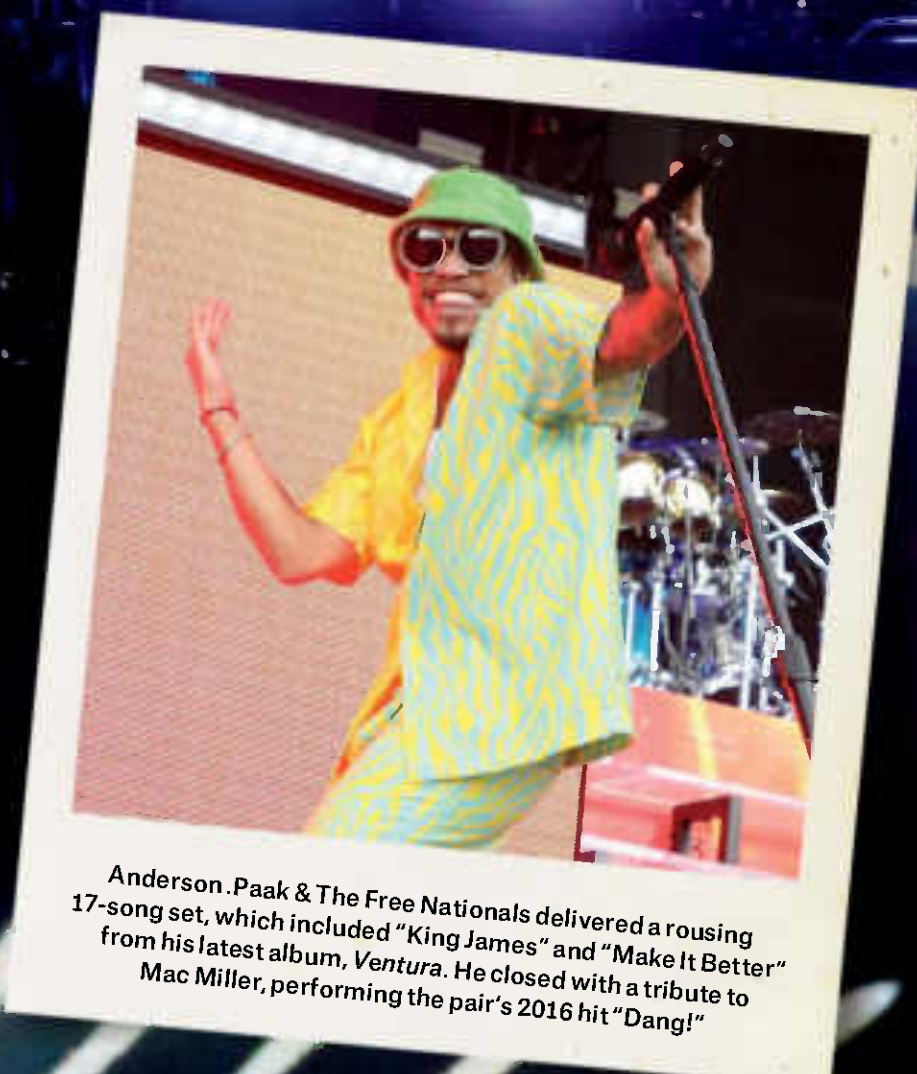 Anderson .Paak & The Free Nationals delivered a rousing
17-song set, which included “King James” and “Make It Better”
from his latest album, Ventura. He closed with a tribute to
Mac Miller, performing the pair’s 2016 hit “Dang!”